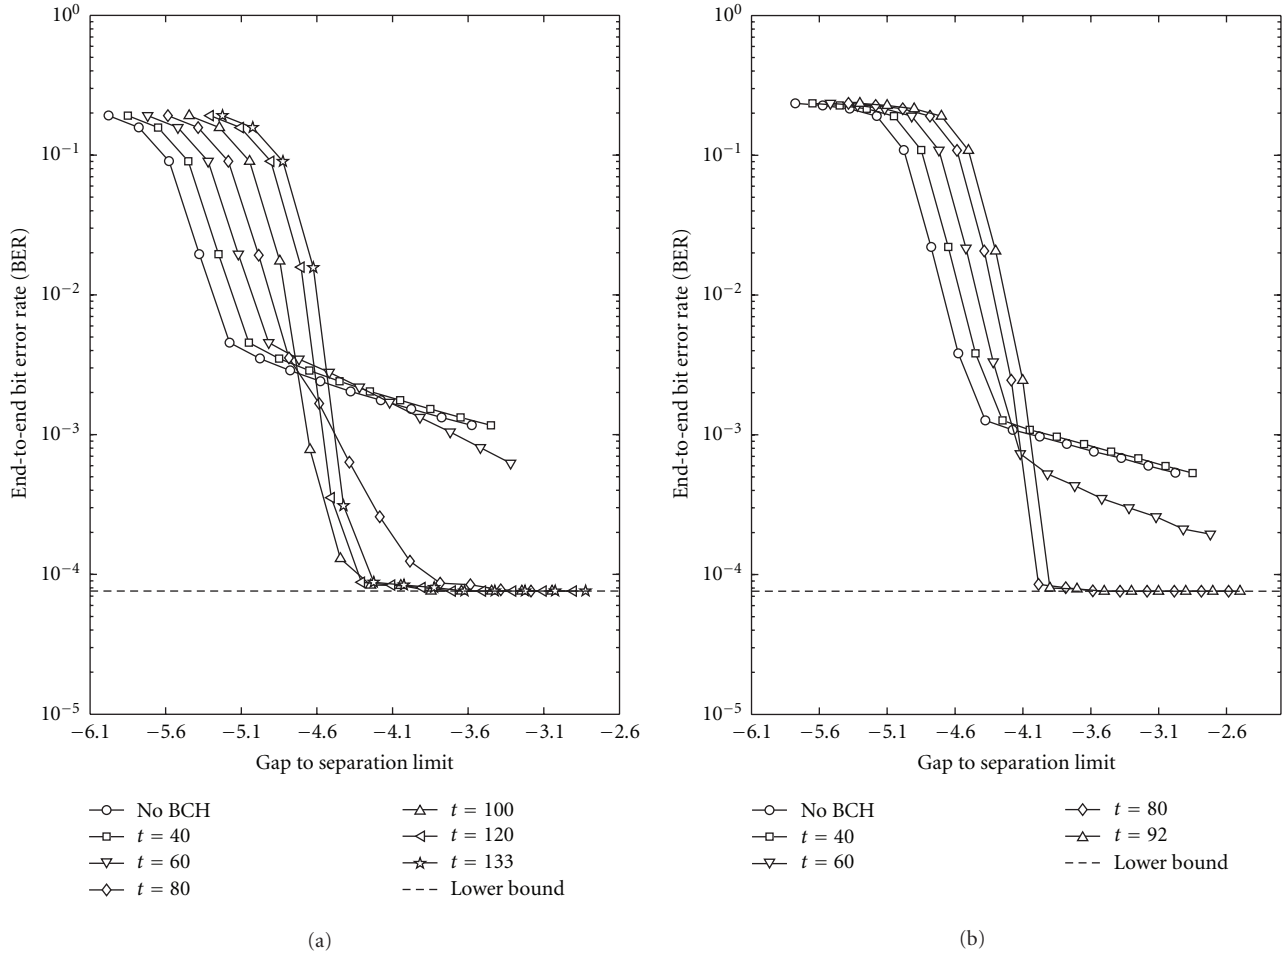 10^0
10^−1
10^−2
10^−3
10^−4
10^−5
End-to-end bit error rate (BER)
−6.1 −5.6 −5.1 −4.6 −4.1 −3.6 −3.1 −2.6
Gap to separation limit
No BCH
t = 40
t = 60
t = 80
t = 100
t = 120
t = 133
Lower bound
(a)
10^0
10^−1
10^−2
10^−3
10^−4
10^−5
End-to-end bit error rate (BER)
−6.1 −5.6 −5.1 −4.6 −4.1 −3.6 −3.1 −2.6
Gap to separation limit
No BCH
t = 40
t = 60
t = 80
t = 92
Lower bound
(b)